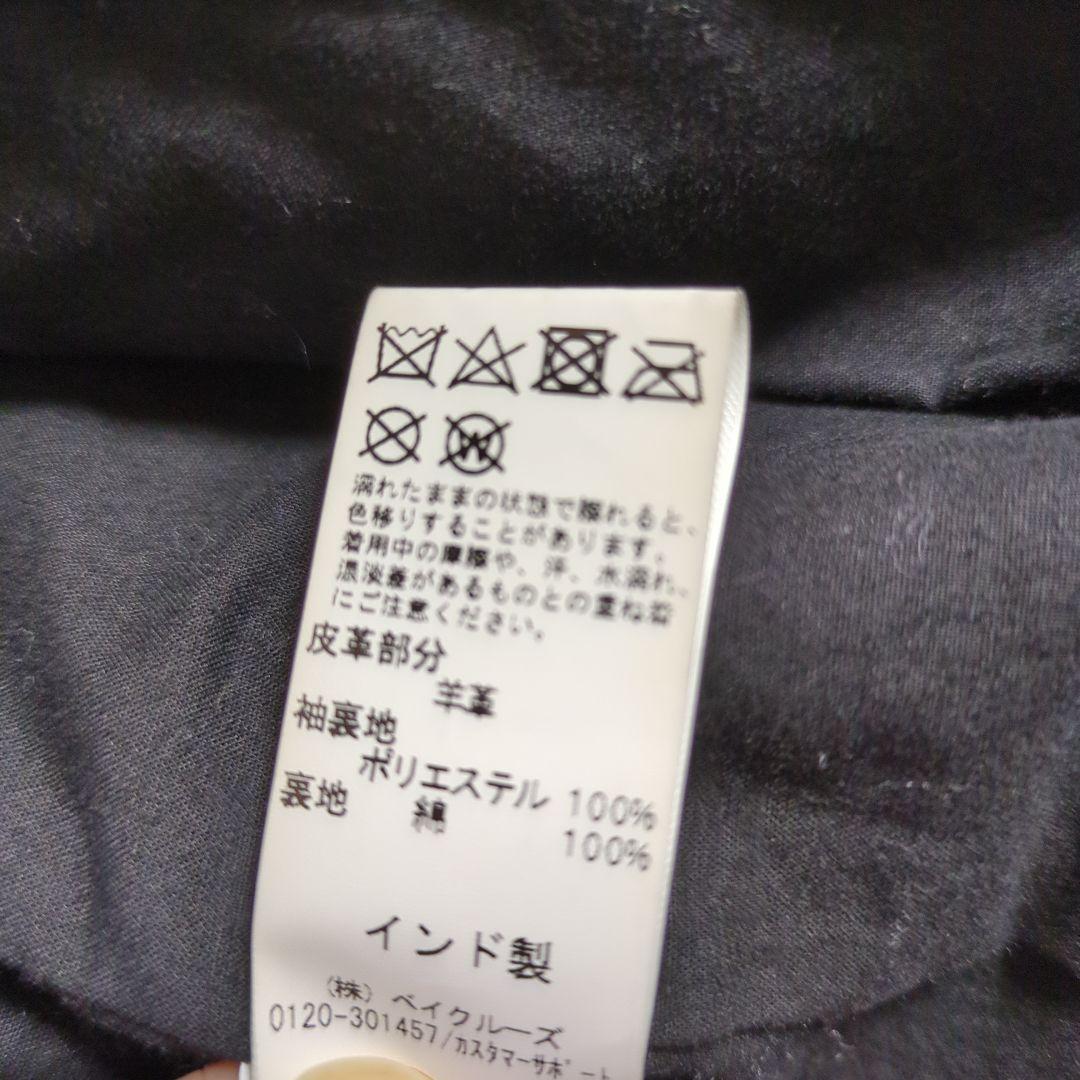 W
濡れたままの状態で擦れると、
色移りすることがあります。
着用中の摩擦や、汗、水濡れ、
濃淡差があるものとの重ね着
にご注意ください。
皮革部分
羊革
袖裏地
ポリエステル 100%
裏地 綿 100%
インド製
(株) ベイクルーズ
0120-301457/カスタマーサポート